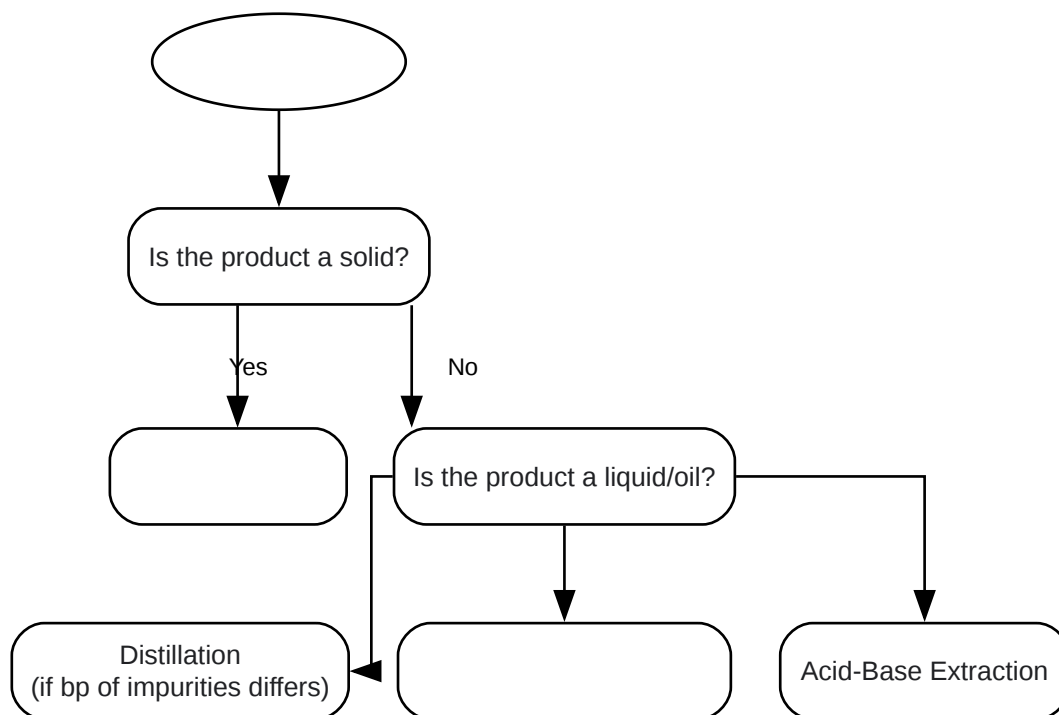 Is the product a solid?
Yes
No
Is the product a liquid/oil?
Distillation
(if bp of impurities differs)
Acid-Base Extraction